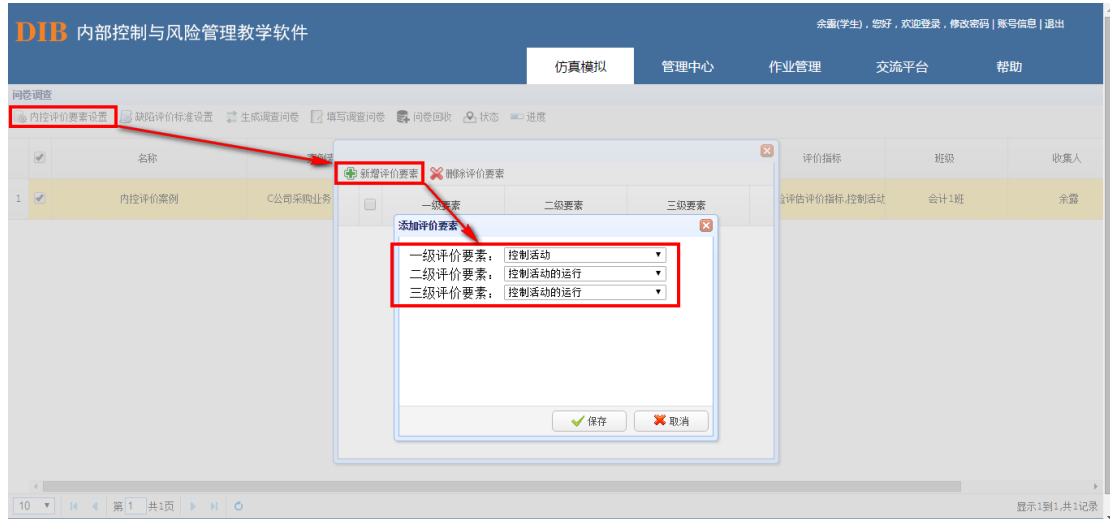 DIB 内部控制与风险管理教学软件
余露(学生)，您好，欢迎登录，修改密码 | 账号信息 | 退出
仿真模拟 管理中心 作业管理 交流平台 帮助
问卷调查
内控评价要素设置 缺陷评价标准设置 生成调查问卷 填写调查问卷 问卷回收 状态 进度
名称 评价指标 班级 收集人
新增评价要素 删除评价要素
1 内控评价案例 C公司采购业务 评估评价指标,控制活动 会计1班 余露
一级要素 二级要素 三级要素
添加评价要素
一级评价要素： 控制活动
二级评价要素： 控制活动的运行
三级评价要素： 控制活动的运行
保存 取消
10 第 1 共1页 显示1到1,共1记录